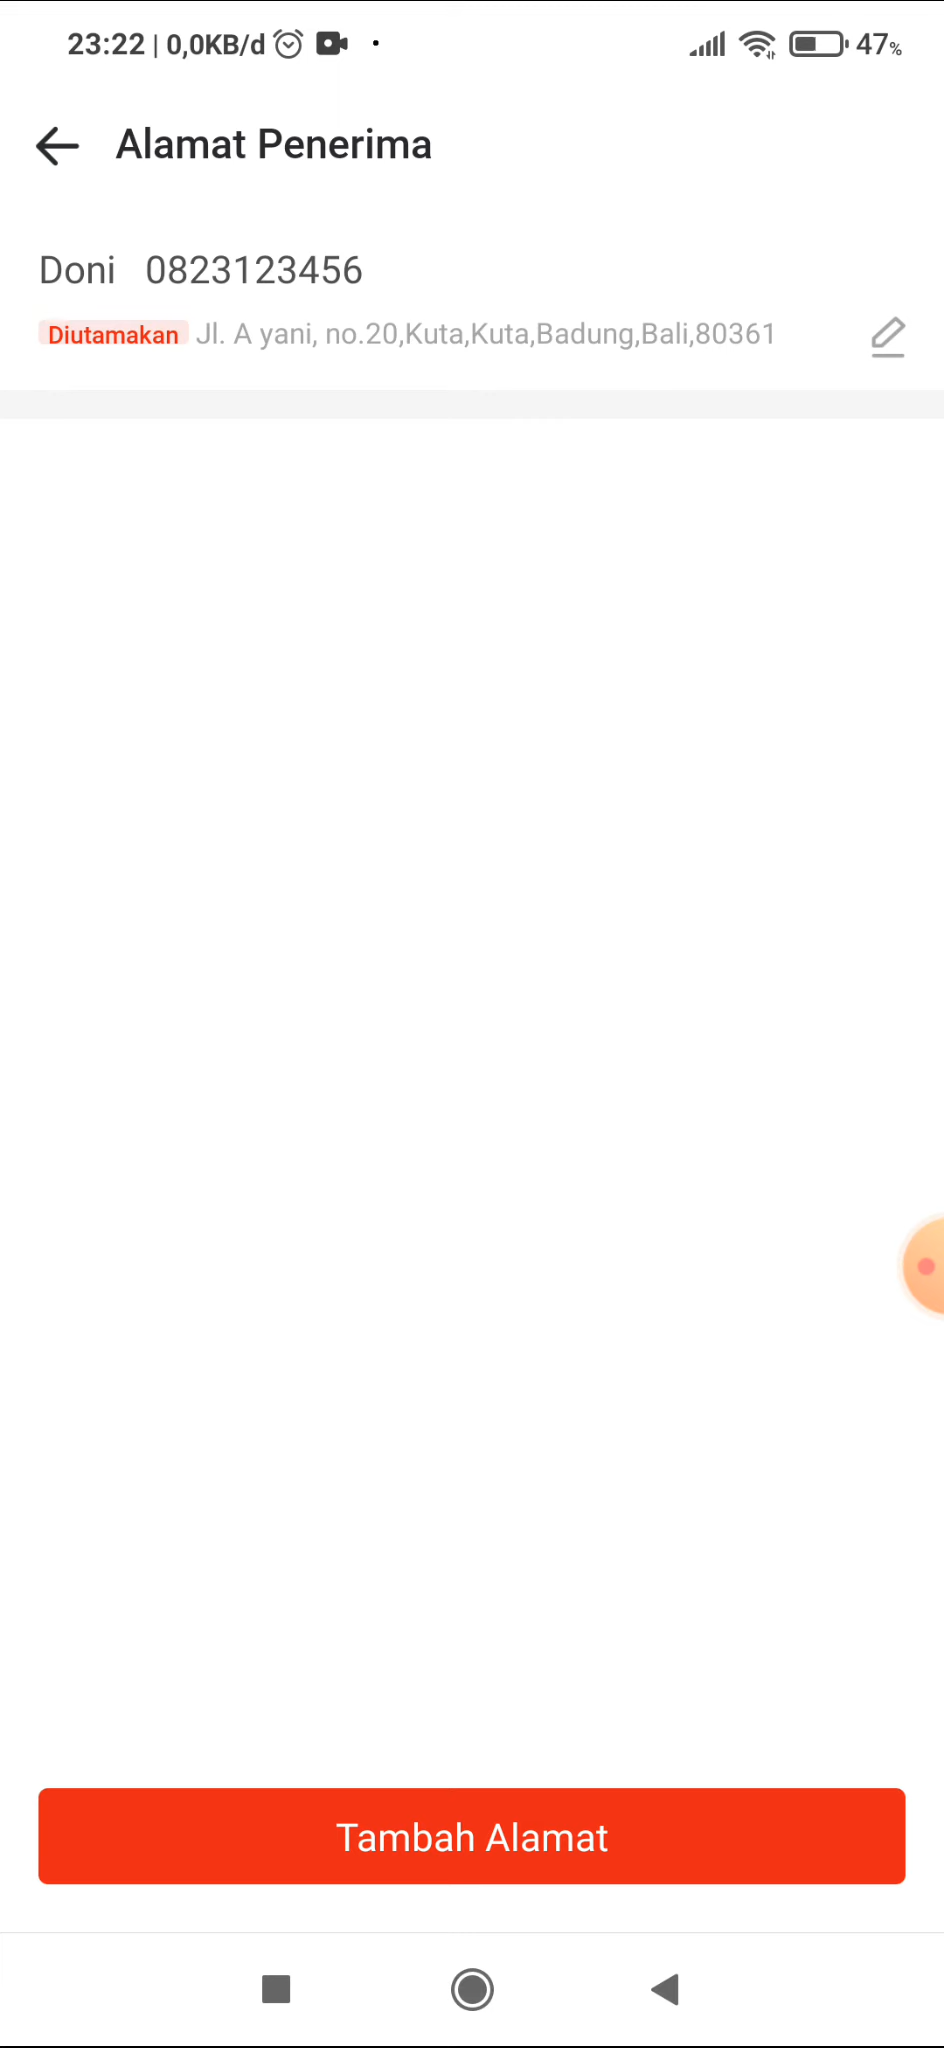 23:22 | 0,0KB/d
47%
Alamat Penerima
Doni 0823123456
Diutamakan Jl. A yani, no.20,Kuta,Kuta,Badung,Bali,80361
Tambah Alamat